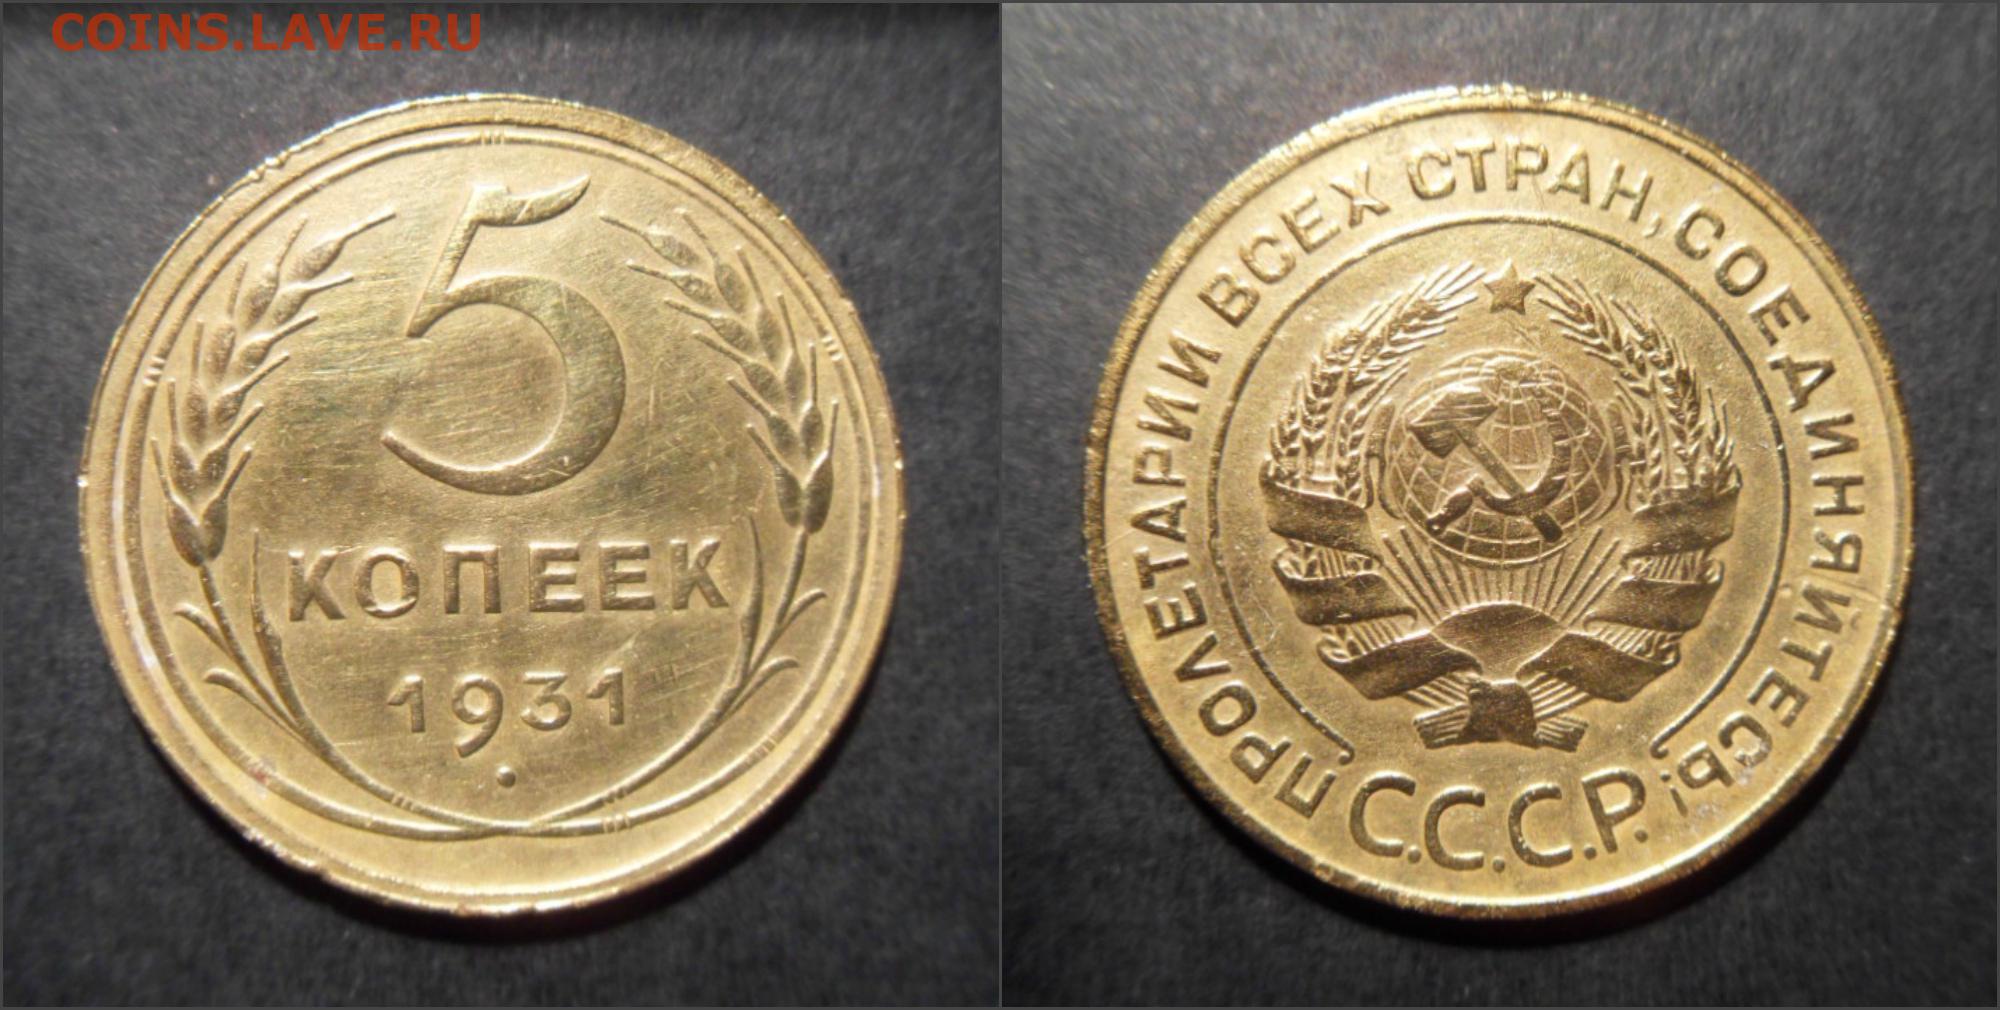 COINS.LAVE.RU
5
КОПЕЕК
1931
ПРОЛЕТАРИИ ВСЕХ СТРАН, СОЕДИНЯЙТЕСЬ!
С.С.С.Р.